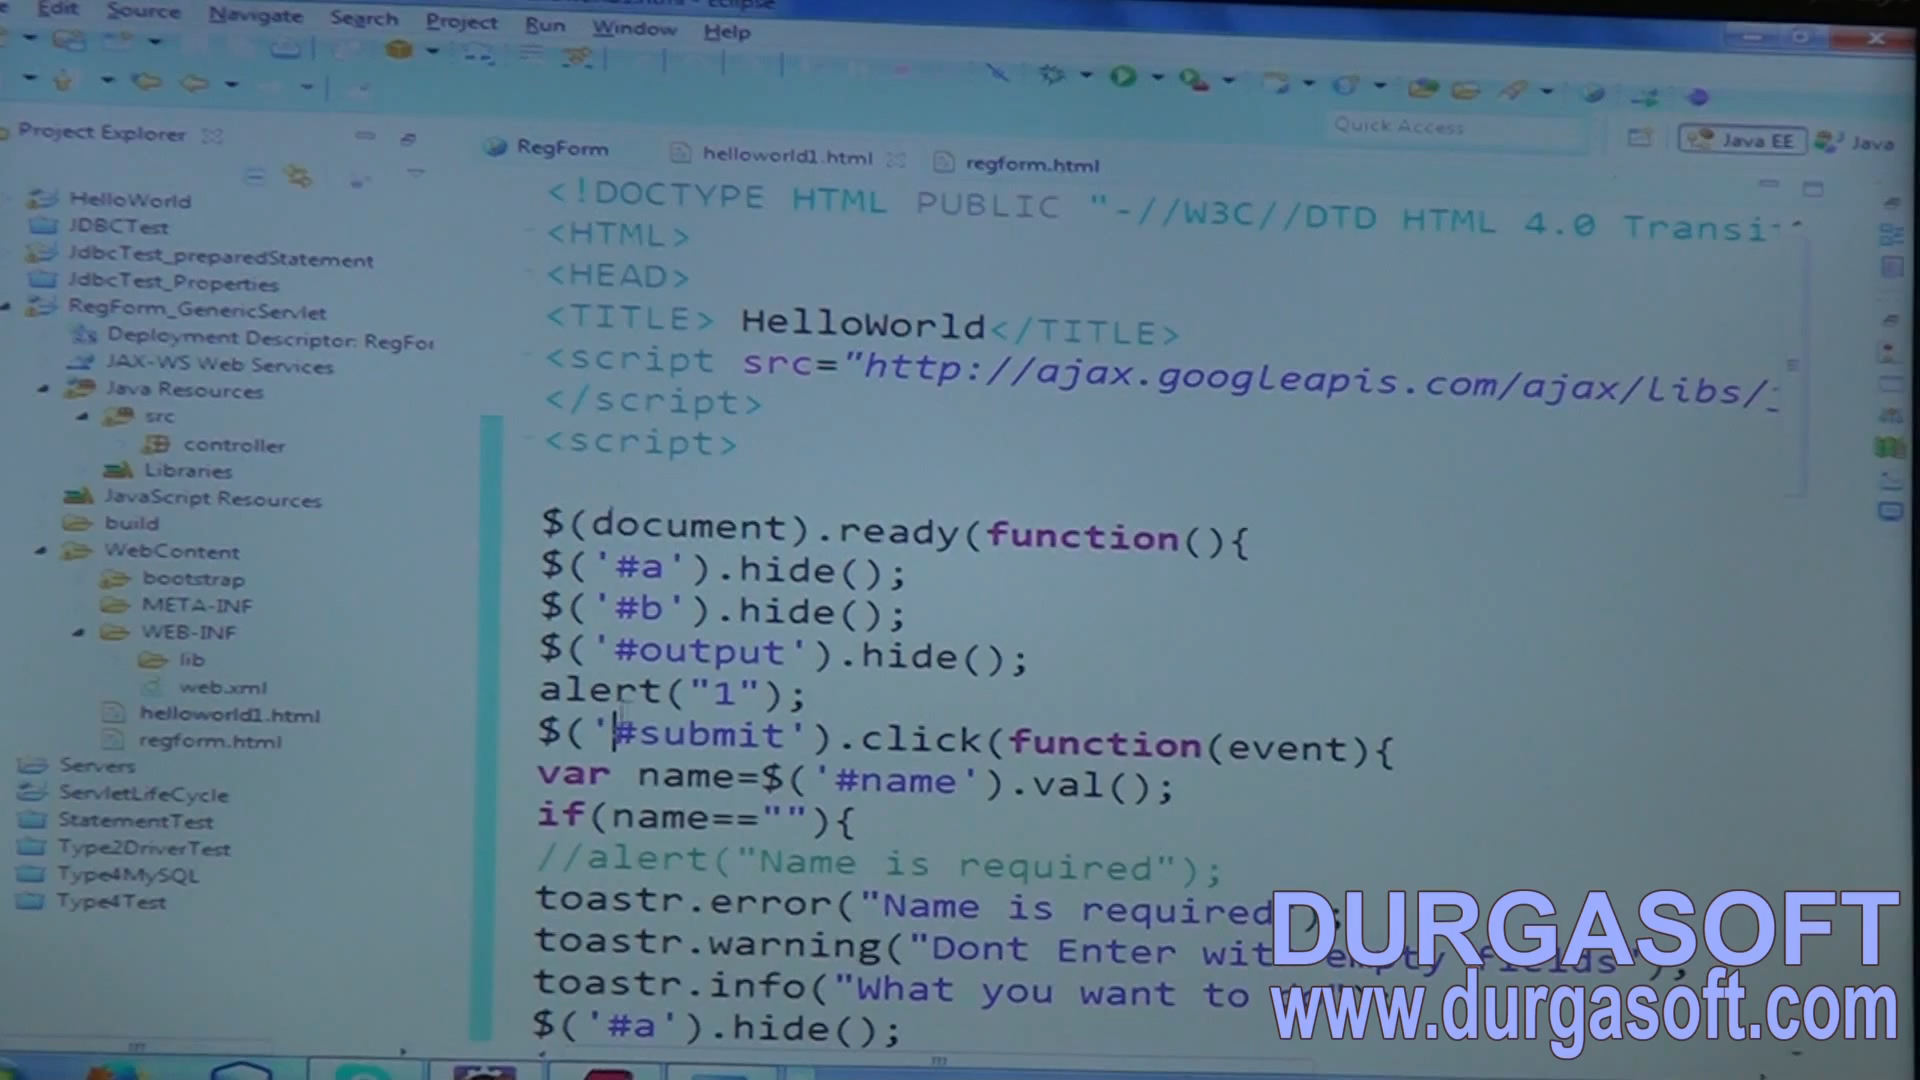 Edit Source Navigate Search Project Run Window Help
Quick Access
Java EE
Java
Project Explorer
RegForm
helloworld1.html
regform.html
HelloWorld
JDBCTest
JdbcTest_preparedStatement
JdbcTest_Properties
RegForm_GenericServlet
Deployment Descriptor: RegFor
JAX-WS Web Services
Java Resources
src
controller
Libraries
JavaScript Resources
build
WebContent
bootstrap
META-INF
WEB-INF
lib
web.xml
helloworld1.html
regform.html
Servers
ServletLifeCycle
StatementTest
Type2DriverTest
Type4MySQL
Type4Test
<!DOCTYPE HTML PUBLIC "-//W3C//DTD HTML 4.0 Transi
<HTML>
<HEAD>
<TITLE> HelloWorld</TITLE>
<script src="http://ajax.googleapis.com/ajax/libs/
</script>
<script>
$(document).ready(function(){
$('#a').hide();
$('#b').hide();
$('#output').hide();
alert("1");
$('#submit').click(function(event){
var name=$('#name').val();
if(name==""){
//alert("Name is required");
toastr.error("Name is required");
toastr.warning("Dont Enter with empty fields");
toastr.info("What you want to
$('#a').hide();
DURGASOFT
www.durgasoft.com